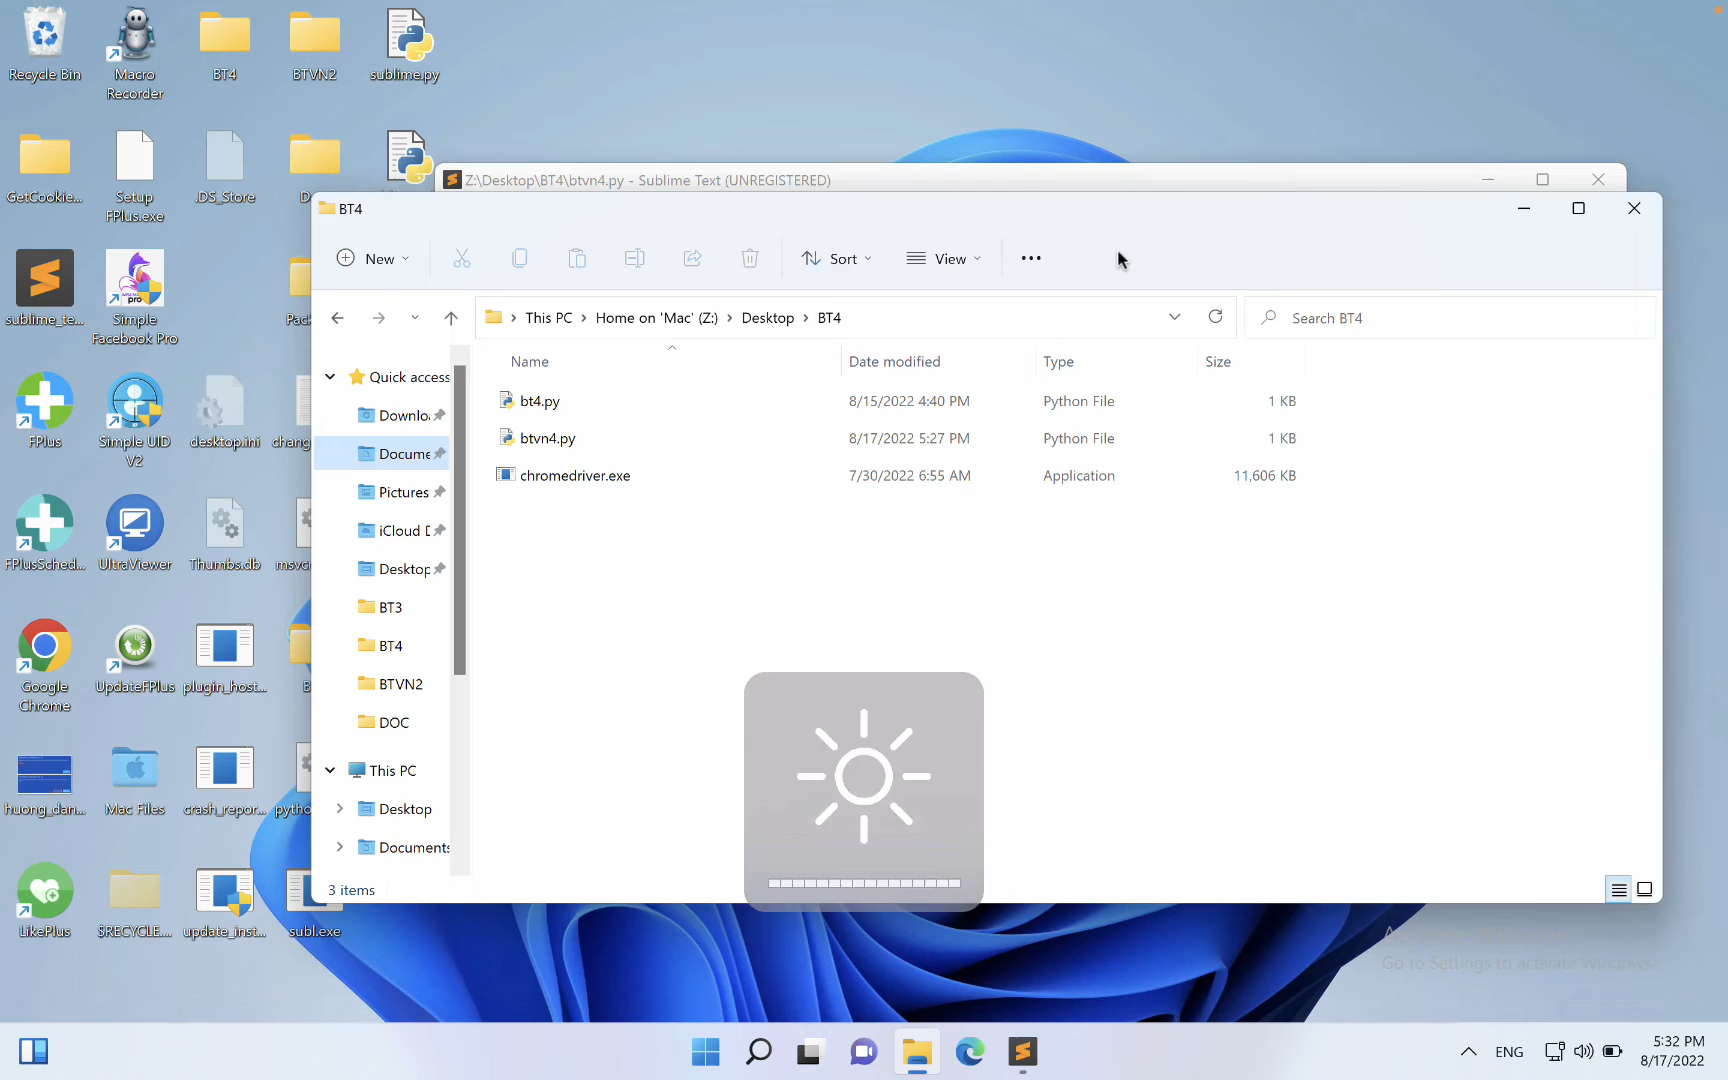 Recycle Bin
Macro
Recorder
BT4
BTVN2
sublime.py
GetCookie...
Setup
FPlus.exe
.DS_Store
sublime_te...
Simple
Facebook Pro
FPlus
Simple UID
V2
desktop.ini
FPlusSched...
UltraViewer
Thumbs.db
Google
Chrome
UpdateFPlus
plugin_host...
huong_dan...
Mac Files
crash_repor...
LikePlus
$RECYCLE....
update_inst...
subl.exe
Z:\Desktop\BT4\btvn4.py - Sublime Text (UNREGISTERED)
BT4
New
Sort
View
This PC > Home on 'Mac' (Z:) > Desktop > BT4
Search BT4
Name
Date modified
Type
Size
bt4.py
8/15/2022 4:40 PM
Python File
1 KB
btvn4.py
8/17/2022 5:27 PM
Python File
1 KB
chromedriver.exe
7/30/2022 6:55 AM
Application
11,606 KB
Quick access
Downlo
Docume
Pictures
iCloud
Desktop
BT3
BT4
BTVN2
DOC
This PC
Desktop
Documents
3 items
Go to Settings to activate Windows.
ENG
5:32 PM
8/17/2022